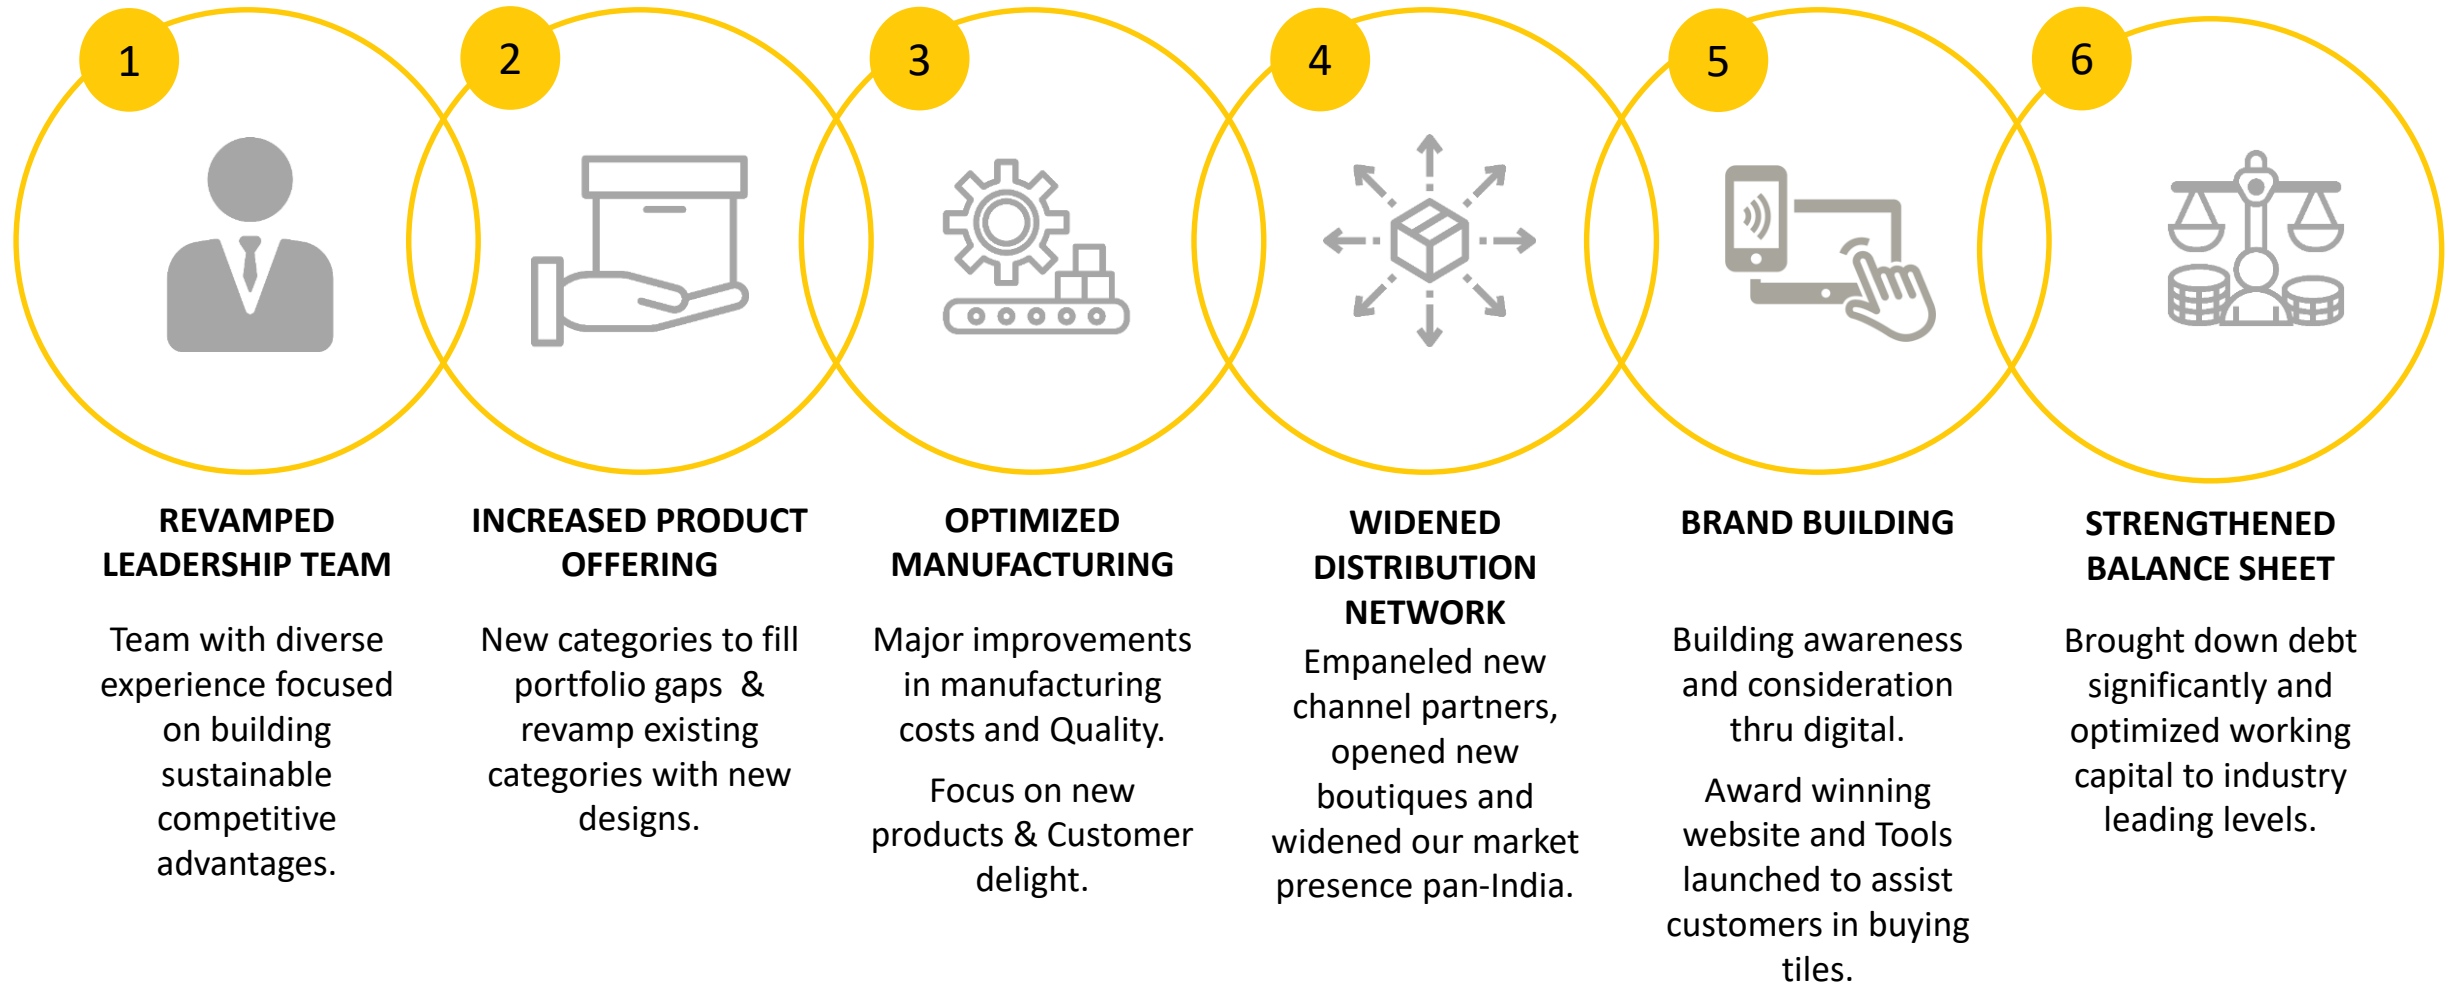 1
REVAMPED
LEADERSHIP TEAM
Team with diverse
experience focused
on building
sustainable
competitive
advantages.
2
INCREASED PRODUCT
OFFERING
New categories to fill
portfolio gaps  &
revamp existing
categories with new
designs.
3
OPTIMIZED
MANUFACTURING
Major improvements
in manufacturing
costs and Quality.
Focus on new
products & Customer
delight.
4
WIDENED
DISTRIBUTION
NETWORK
Empaneled new
channel partners,
opened new
boutiques and
widened our market
presence pan-India.
5
BRAND BUILDING
Building awareness
and consideration
thru digital.
Award winning
website and Tools
launched to assist
customers in buying
tiles.
6
STRENGTHENED
BALANCE SHEET
Brought down debt
significantly and
optimized working
capital to industry
leading levels.